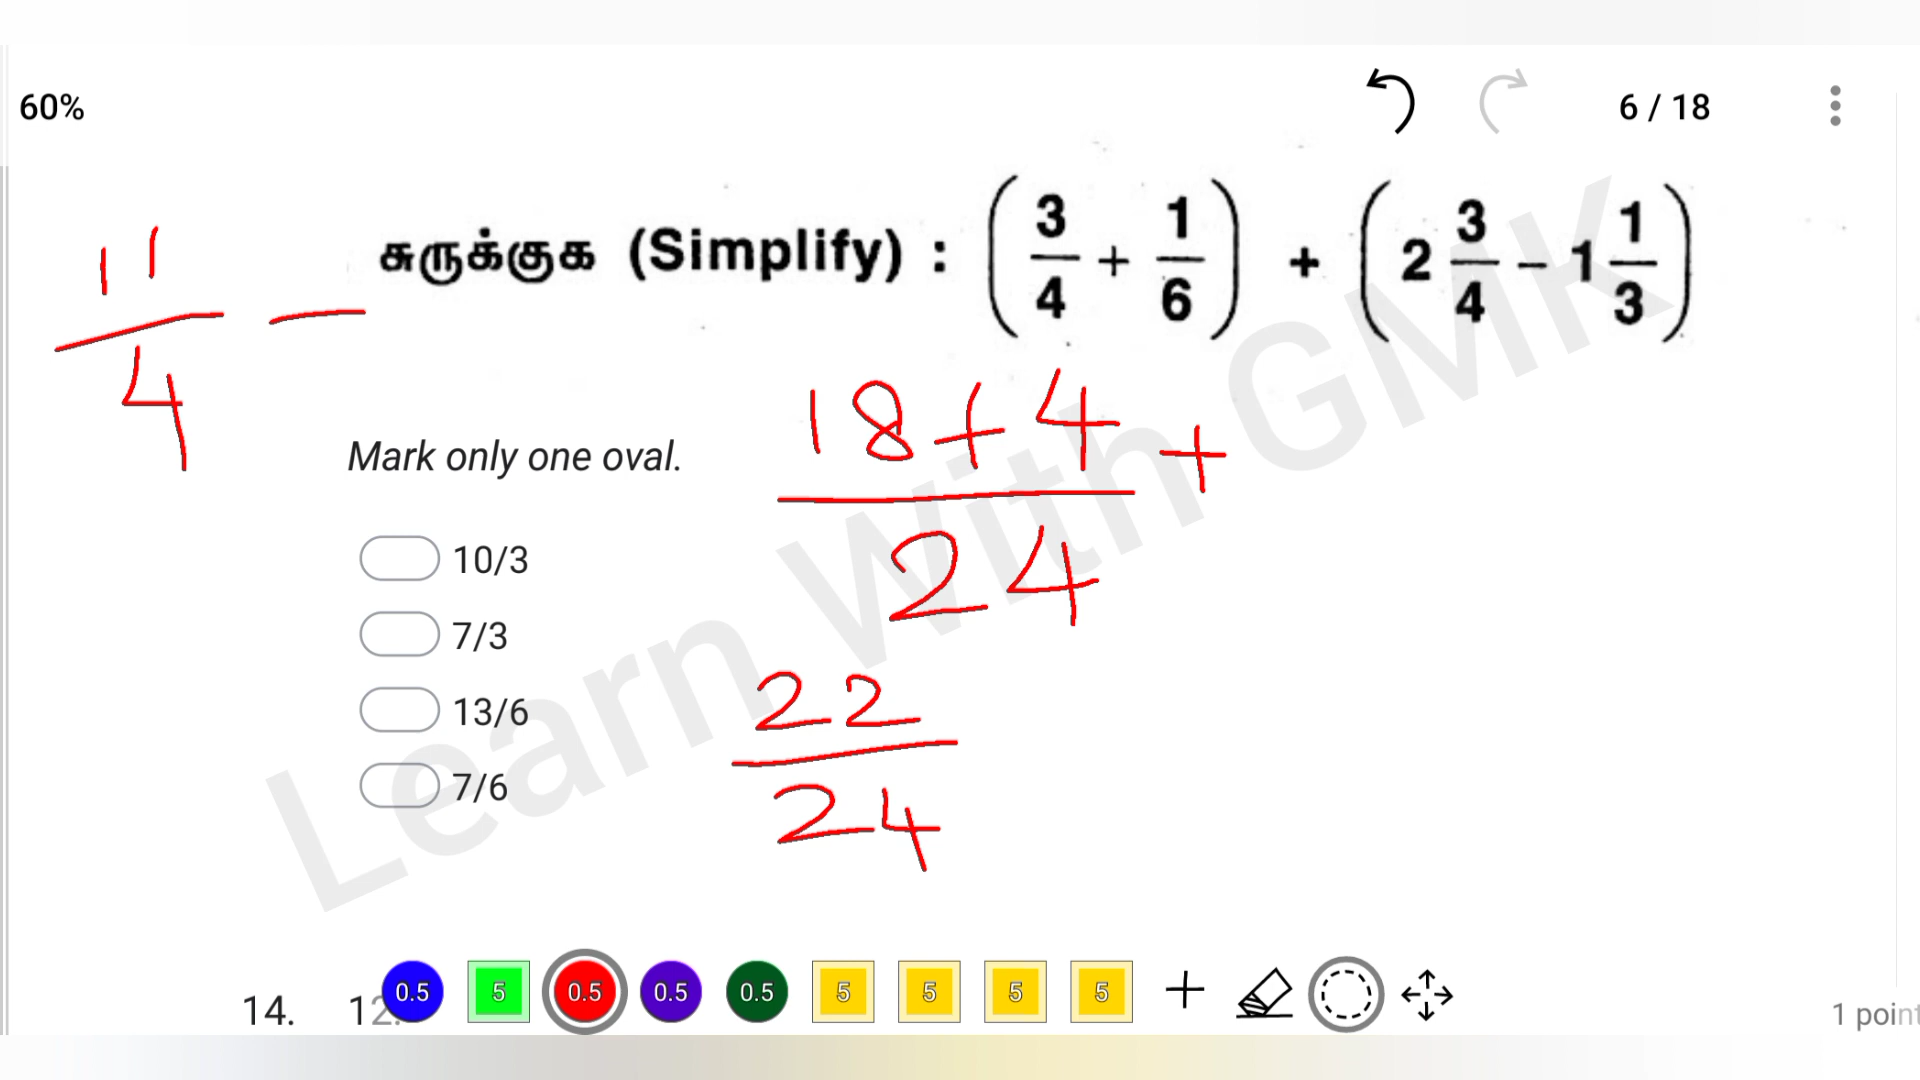 60%
6 / 18
சுருக்குக (Simplify) : (3/4 + 1/6) + (2 3/4 − 1 1/3)
11/4 —
18+4/24 +
Mark only one oval.
10/3
7/3
13/6
7/6
22/24
Learn With GMK
0.5 5 0.5 0.5 0.5 5 5 5 5
14. 12.
1 point